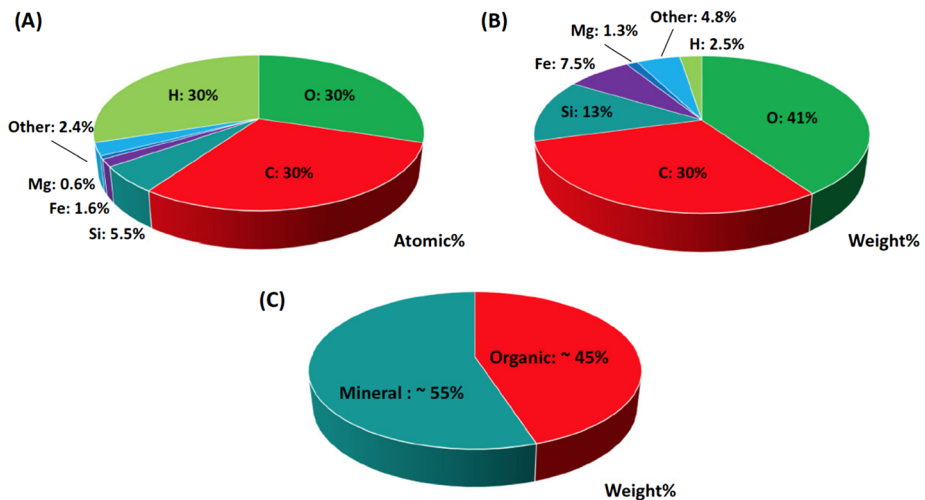 (A)
H: 30%
O: 30%
Other: 2.4%
C: 30%
Mg: 0.6%
Fe: 1.6%
Si: 5.5%
Atomic%
(B)
Other: 4.8%
Mg: 1.3%
H: 2.5%
Fe: 7.5%
Si: 13%
O: 41%
C: 30%
Weight%
(C)
Organic: ~ 45%
Mineral : ~ 55%
Weight%